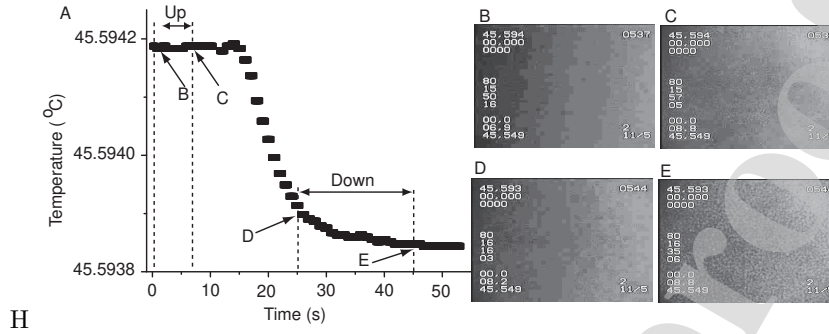 A
Up
45.5942
45.5940
45.5938
Temperature (°C)
B
C
D
Down
E
0 10 20 30 40 50
Time (s)
H
B
45.594 0537
00.000
0000
80
15
50
16
00.0
06.9 2
45.549 11/5
C
45.594
00.000
0000
80
15
57
05
00.0
08.8 2
45.549 11/5
D
45.593 0544
00.000
0000
80
16
16
03
00.0
08.2 2
45.549 11/5
E
45.593
00.000
0000
80
16
35
06
00.0
08.8 2
45.549 11/5